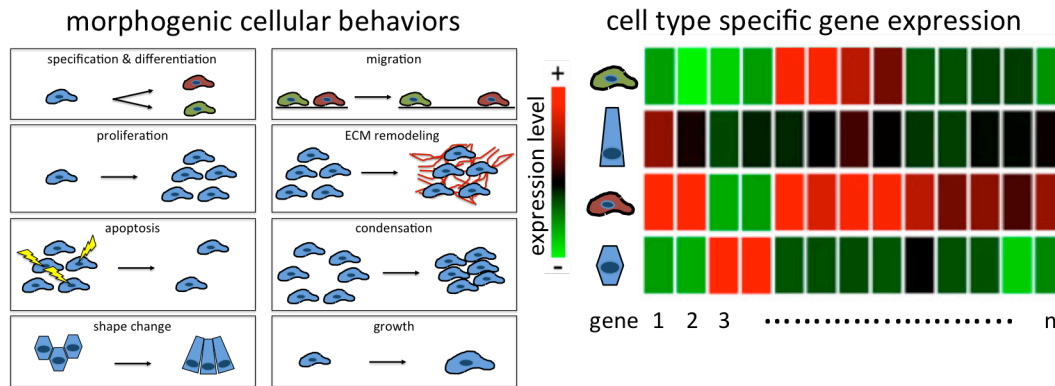 morphogenic cellular behaviors
specification & differentiation
migration
proliferation
ECM remodeling
apoptosis
condensation
shape change
growth
cell type specific gene expression
+
expression level
-
gene 1 2 3 n